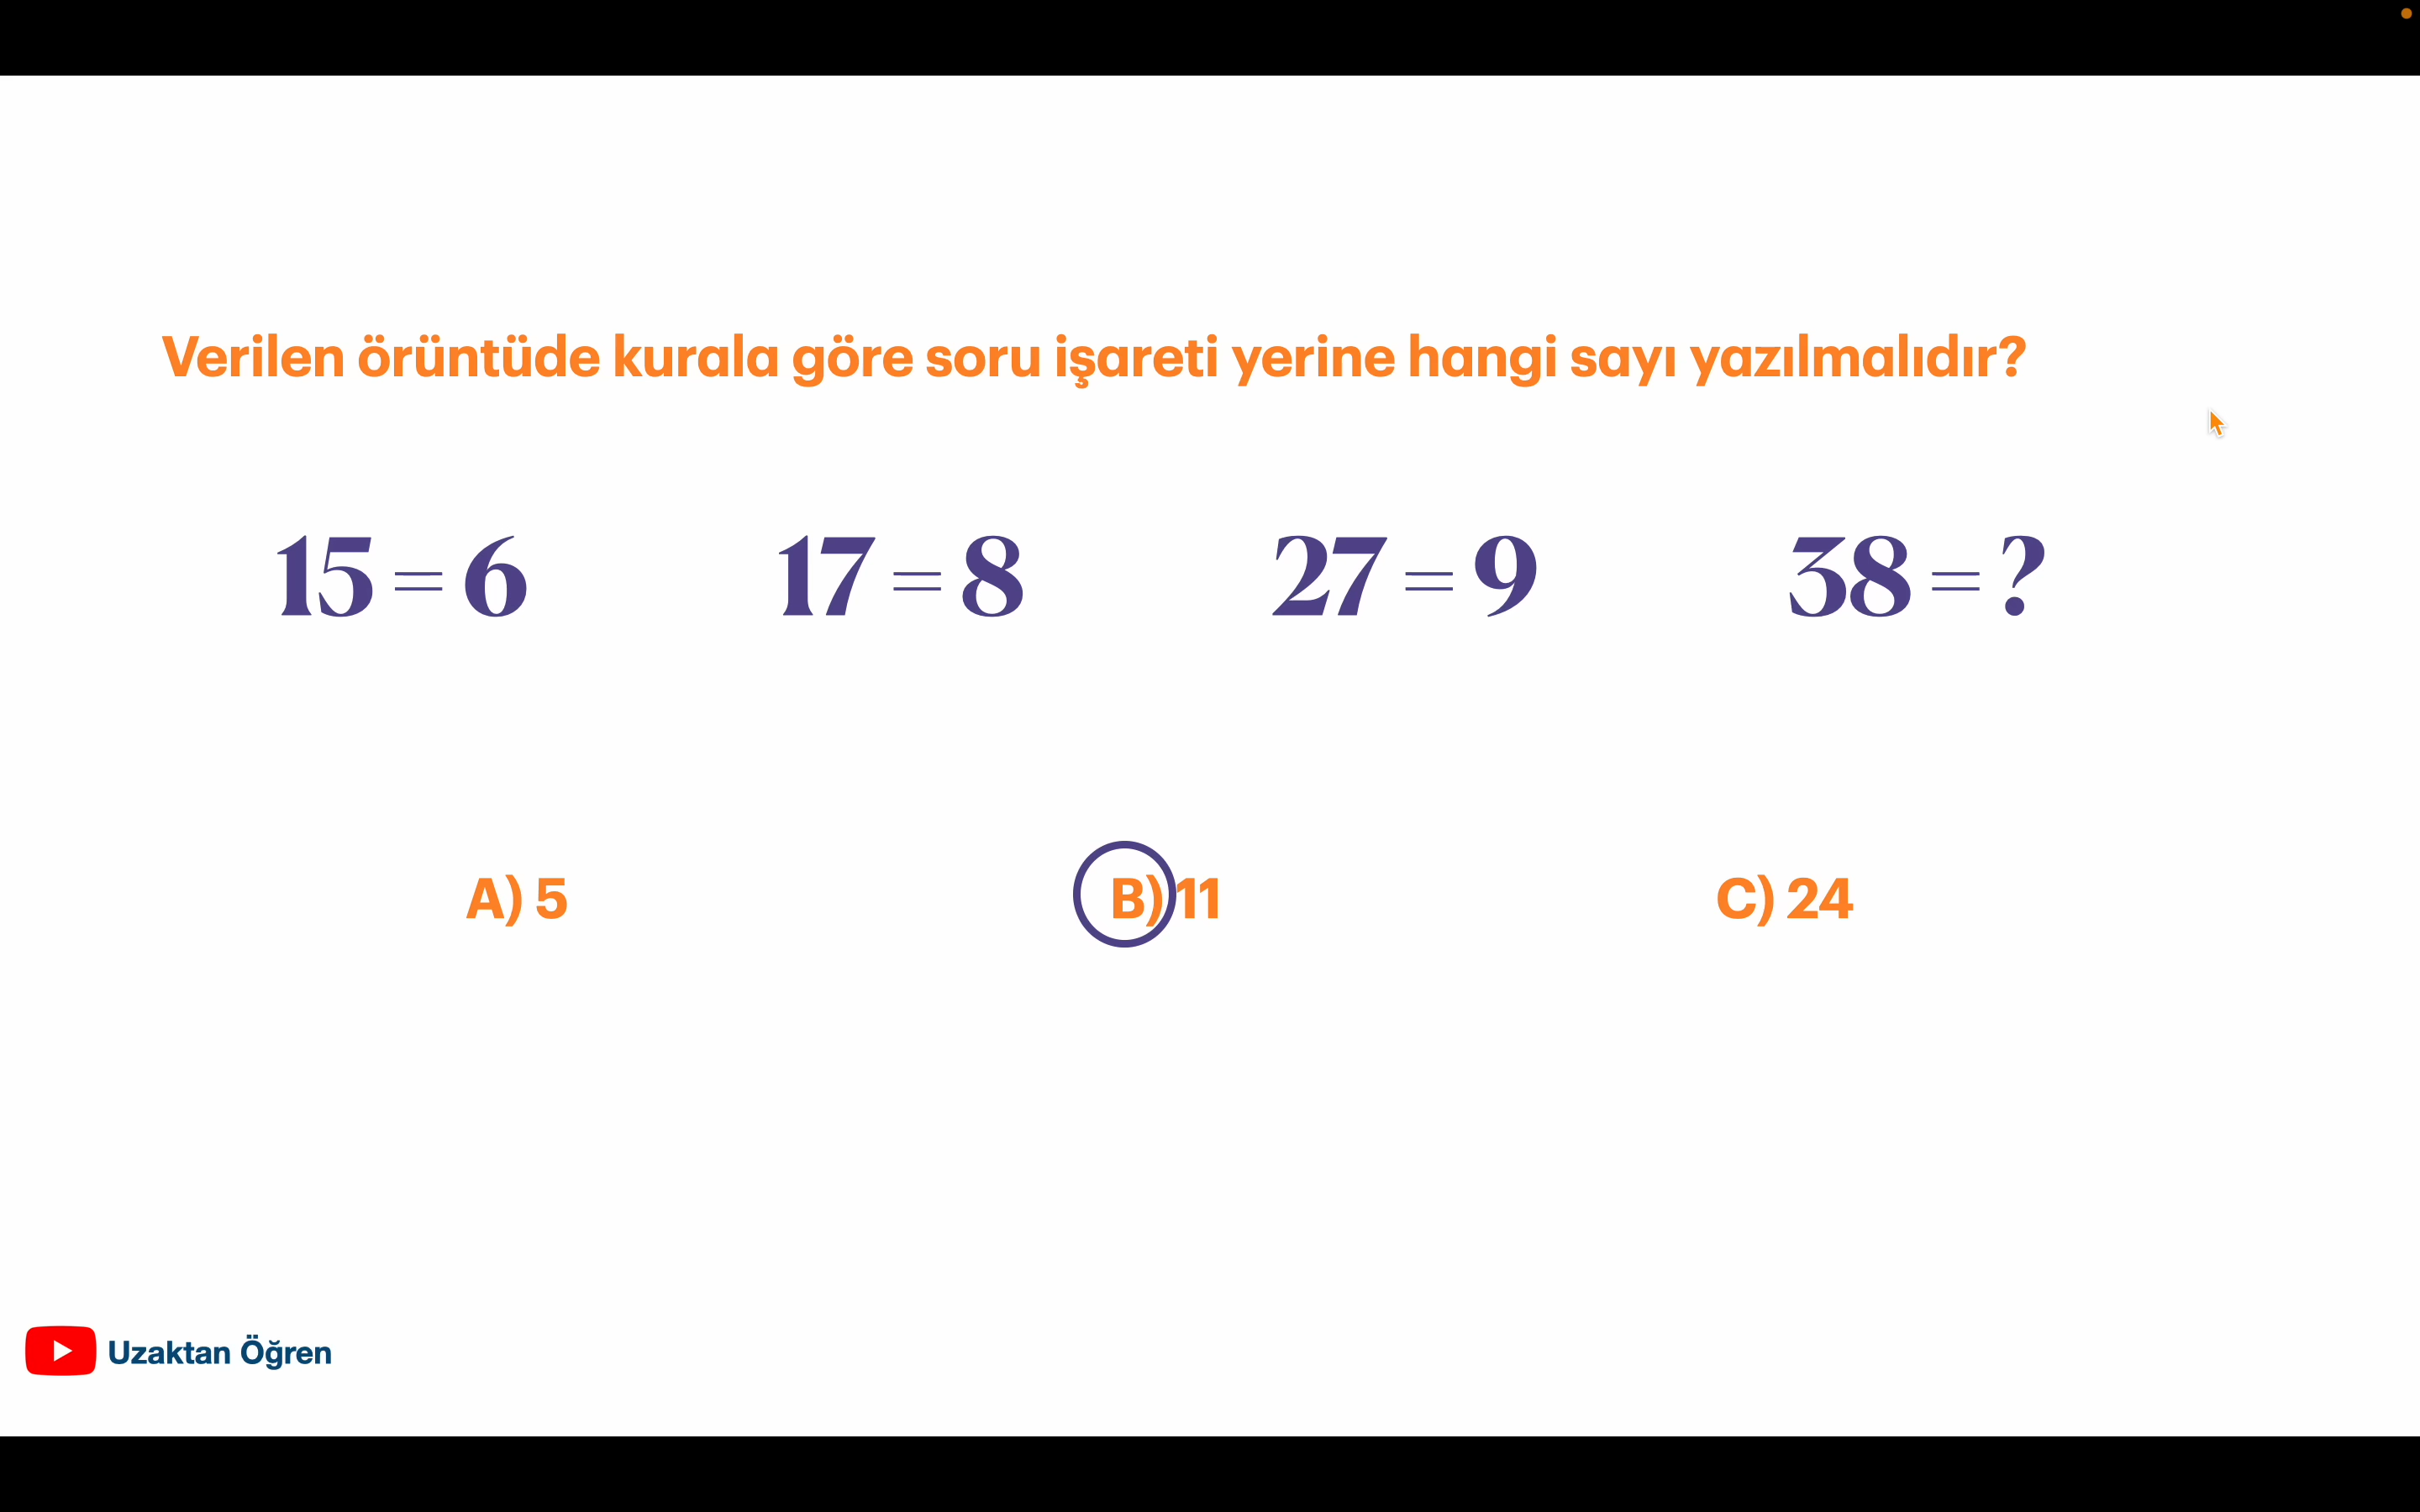 Verilen örüntüde kurala göre soru işareti yerine hangi sayı yazılmalıdır?
15=6 17=8 27=9 38=?
A) 5 B) 11 C) 24
Uzaktan Öğren